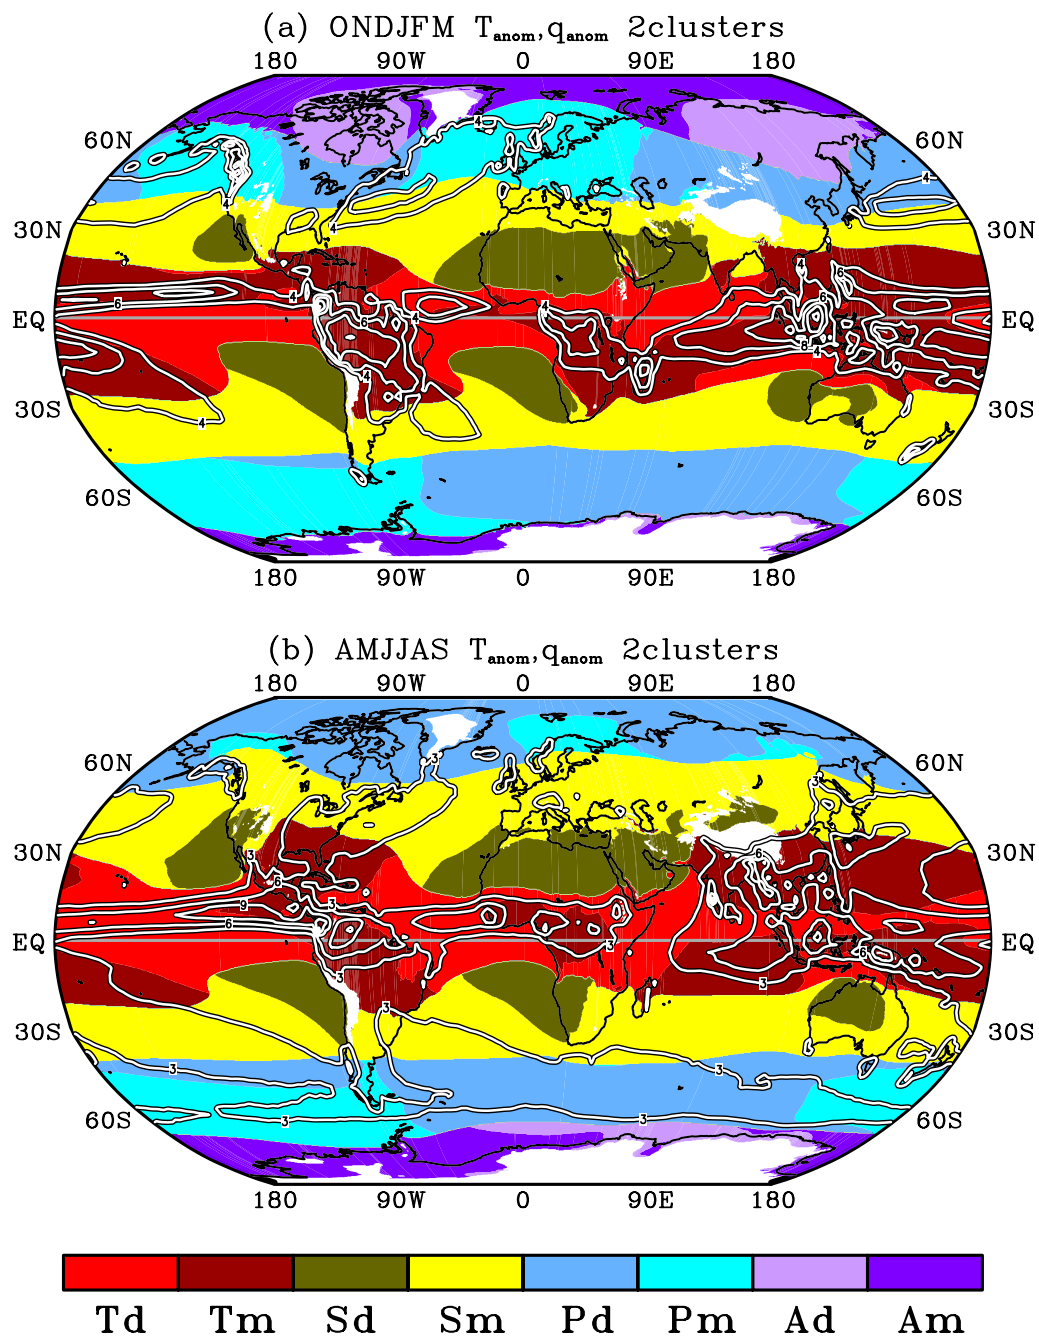 (a) ONDJFM Tanom,qanom 2clusters
180 90W 0 90E 180
60N 60N
30N 30N
EQ EQ
30S 30S
60S 60S
180 90W 0 90E 180
(b) AMJJAS Tanom,qanom 2clusters
180 90W 0 90E 180
60N 60N
30N 30N
EQ EQ
30S 30S
60S 60S
180 90W 0 90E 180
Td Tm Sd Sm Pd Pm Ad Am